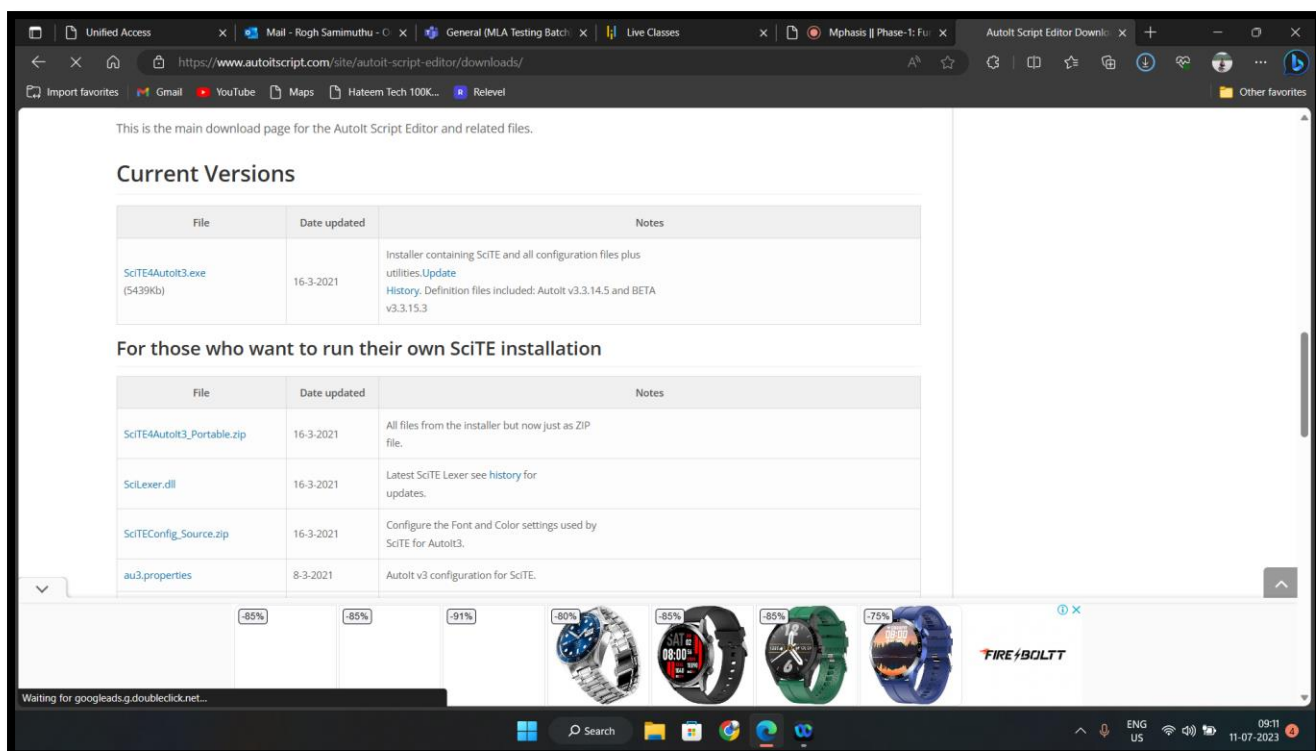 Unified Access
Mail - Rogh Samimuthu - O
General (MLA Testing Batch
Live Classes
Mphasis || Phase-1: Fur
AutoIt Script Editor Downlo
https://www.autoitscript.com/site/autoit-script-editor/downloads/
Import favorites
Gmail
YouTube
Maps
Hateem Tech 100K...
Relevel
Other favorites
This is the main download page for the AutoIt Script Editor and related files.
Current Versions
File Date updated Notes
SciTE4AutoIt3.exe
(5439Kb)
16-3-2021
Installer containing SciTE and all configuration files plus
utilities.Update
History. Definition files included: AutoIt v3.3.14.5 and BETA
v3.3.15.3
For those who want to run their own SciTE installation
File Date updated Notes
SciTE4AutoIt3_Portable.zip
16-3-2021
All files from the installer but now just as ZIP
file.
SciLexer.dll
16-3-2021
Latest SciTE Lexer see history for
updates.
SciTEConfig_Source.zip
16-3-2021
Configure the Font and Color settings used by
SciTE for AutoIt3.
au3.properties
8-3-2021
AutoIt v3 configuration for SciTE.
-85%
-85%
-91%
-80%
-85%
-85%
-75%
SAT
08:00
FIRE BOLTT
Waiting for googleads.g.doubleclick.net...
Search
ENG
US
09:11
11-07-2023
4